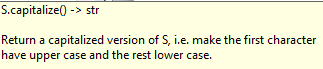 S.capitalize() -> str
Return a capitalized version of S, i.e. make the first character
have upper case and the rest lower case.